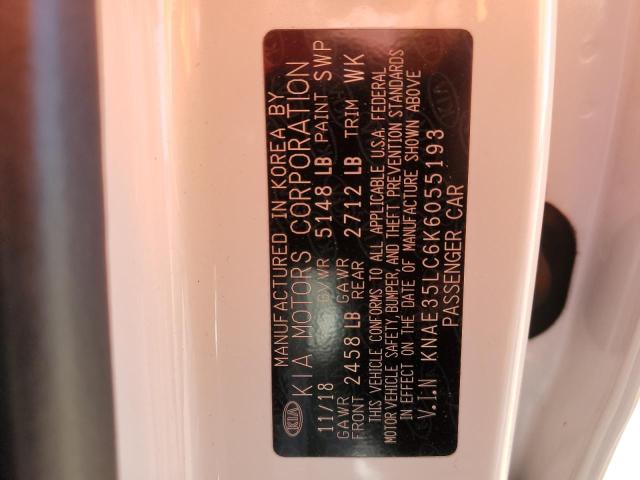 MANUFACTURED IN KOREA BY
KIA KIA MOTORS CORPORATION
11/18 GVWR 5148 LB PAINT SWP
GAWR FRONT 2458 LB GAWR REAR 2712 LB TRIM WK
THIS VEHICLE CONFORMS TO ALL APPLICABLE U.S.A. FEDERAL
MOTOR VEHICLE SAFETY, BUMPER, AND THEFT PREVENTION STANDARDS
IN EFFECT ON THE DATE OF MANUFACTURE SHOWN ABOVE
V.I.N KNAE35LC6K6055193
PASSENGER CAR